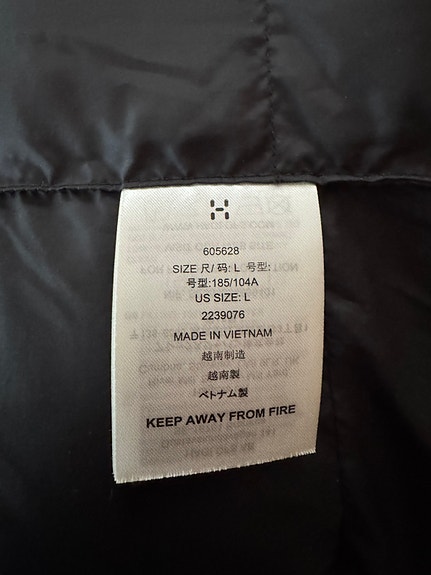 605628
SIZE 尺/ 码: L 号型:
号型:185/104A
US SIZE: L
2239076
MADE IN VIETNAM
越南制造
越南製
ベトナム製
KEEP AWAY FROM FIRE